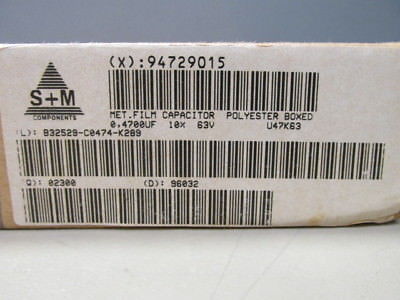 (X): 94729015
S+M
COMPONENTS
MET.FILM CAPACITOR POLYESTER BOXED
0,4700UF 10% 63V U47K63
L): B32529-C0474-K289
Q): 02300 (D): 96032